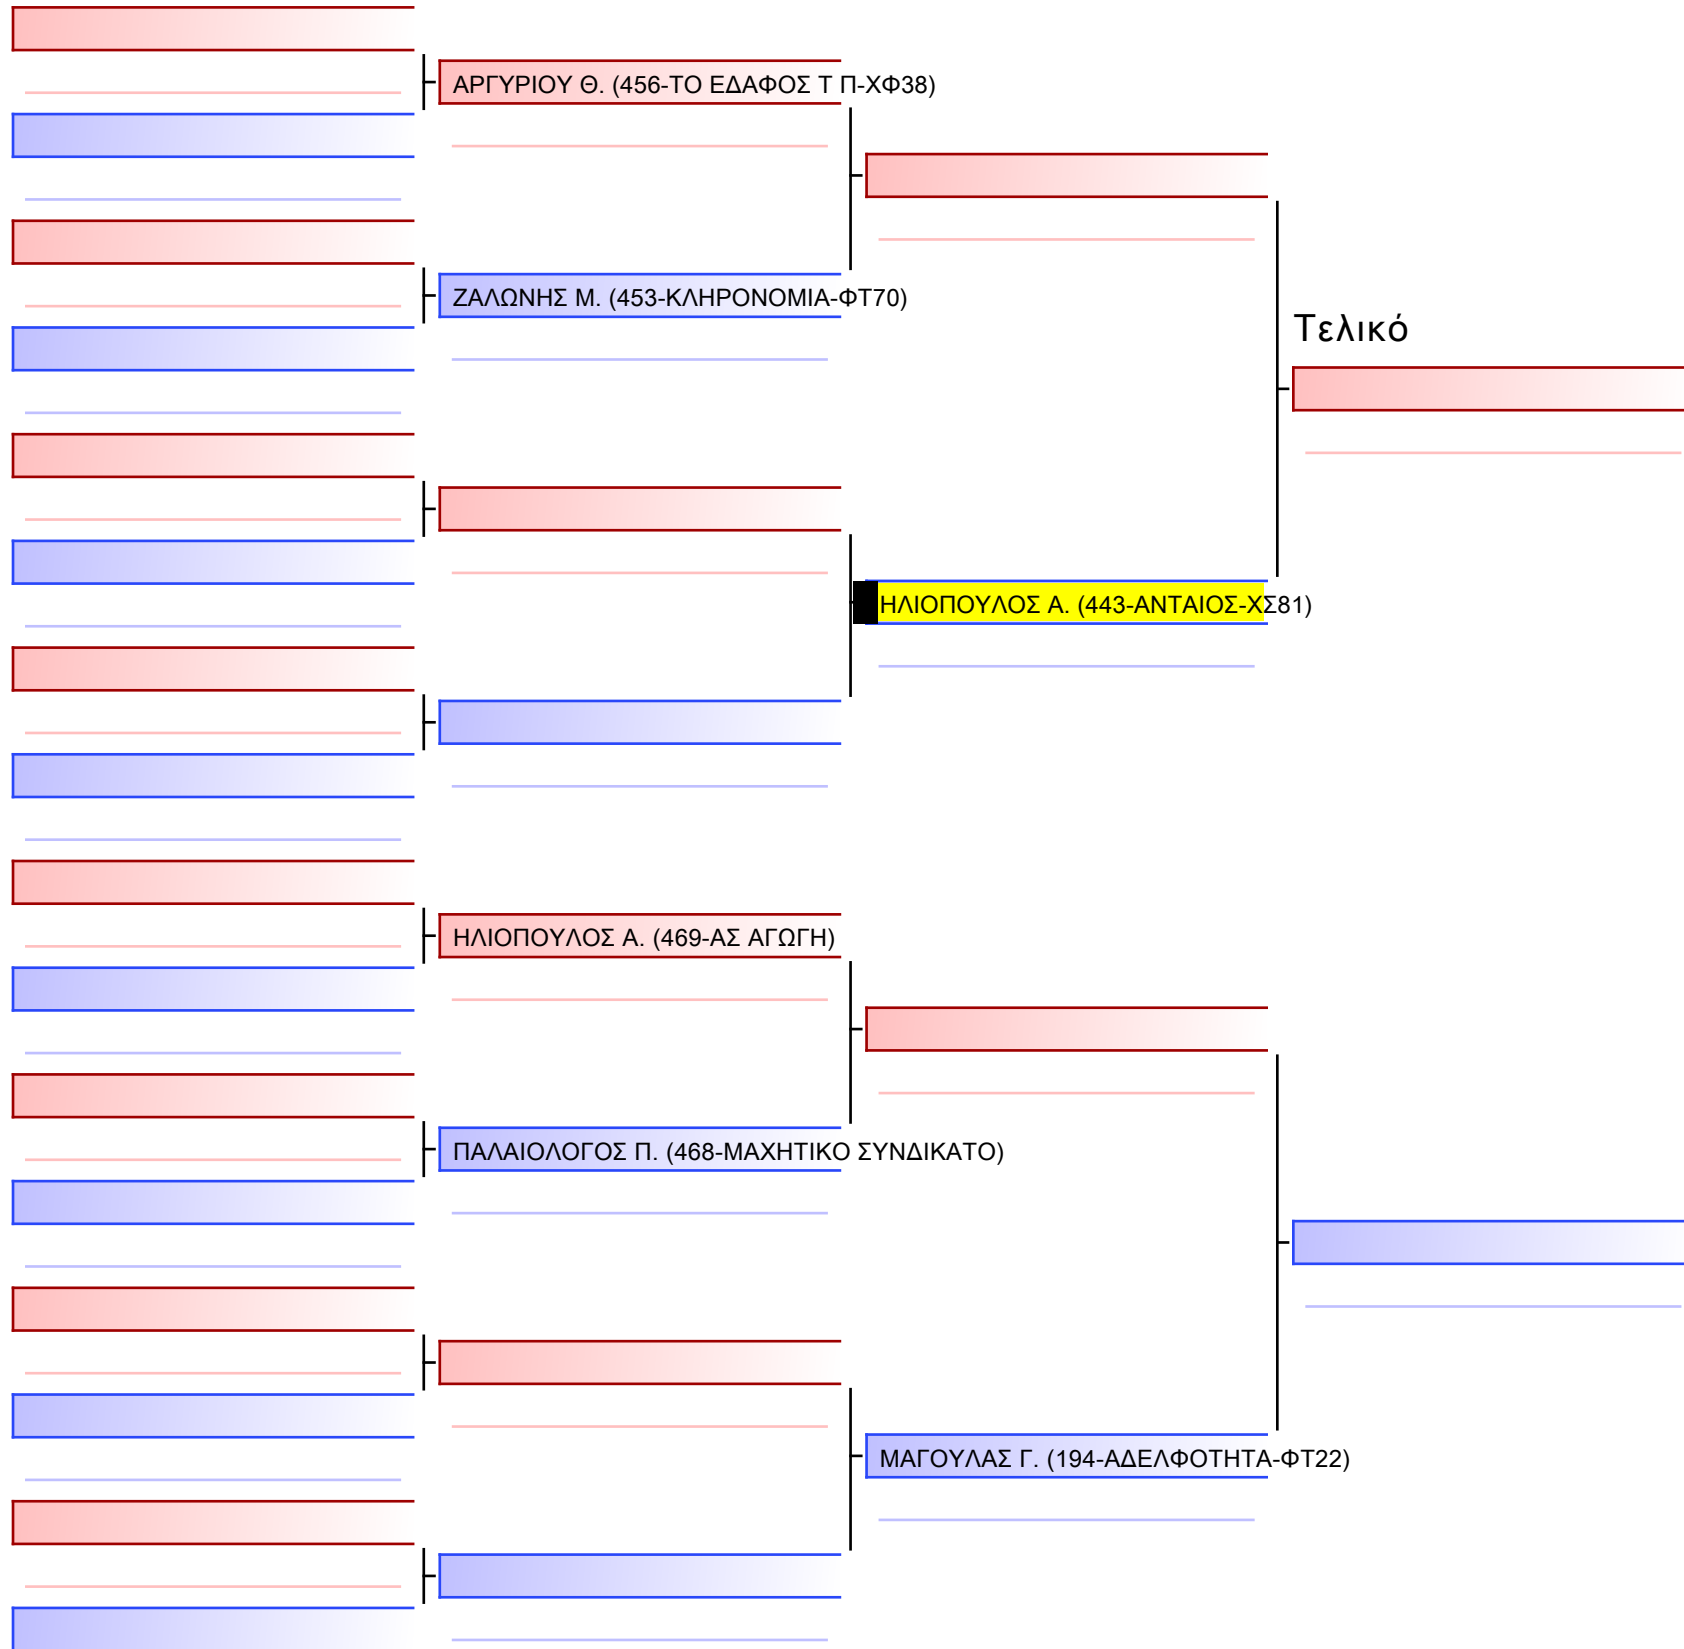 ΑΡΓΥΡΙΟΥ Θ. (456-ΤΟ ΕΔΑΦΟΣ Τ Π-ΧΦ38)
ΖΑΛΩΝΗΣ Μ. (453-ΚΛΗΡΟΝΟΜΙΑ-ΦΤ70)
Τελικό
ΗΛΙΟΠΟΥΛΟΣ Α. (443-ΑΝΤΑΙΟΣ-ΧΣ81)
ΗΛΙΟΠΟΥΛΟΣ Α. (469-ΑΣ ΑΓΩΓΗ)
ΠΑΛΑΙΟΛΟΓΟΣ Π. (468-ΜΑΧΗΤΙΚΟ ΣΥΝΔΙΚΑΤΟ)
ΜΑΓΟΥΛΑΣ Γ. (194-ΑΔΕΛΦΟΤΗΤΑ-ΦΤ22)